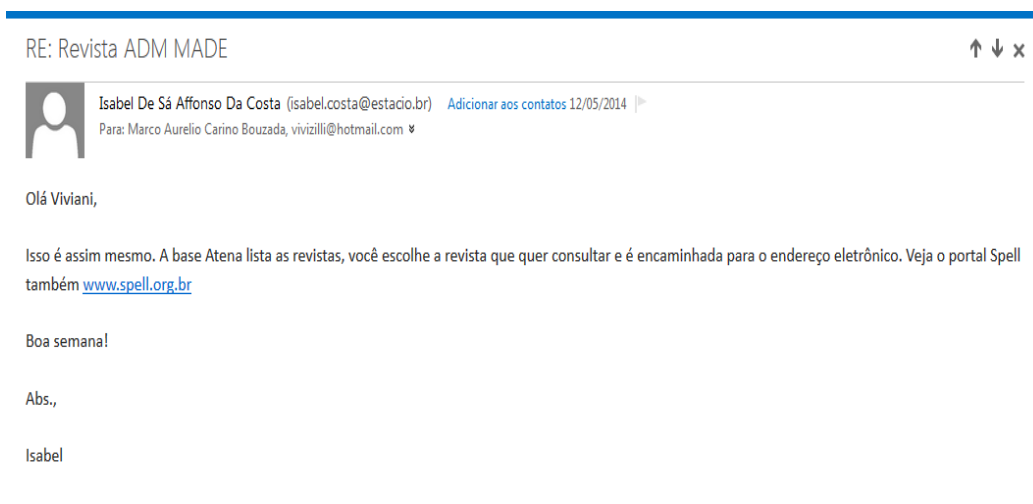 RE: Revista ADM MADE
Isabel De Sá Affonso Da Costa (isabel.costa@estacio.br) Adicionar aos contatos 12/05/2014
Para: Marco Aurelio Carino Bouzada, vivizilli@hotmail.com
Olá Viviani,
Isso é assim mesmo. A base Atena lista as revistas, você escolhe a revista que quer consultar e é encaminhada para o endereço eletrônico. Veja o portal Spell
também www.spell.org.br
Boa semana!
Abs.,
Isabel